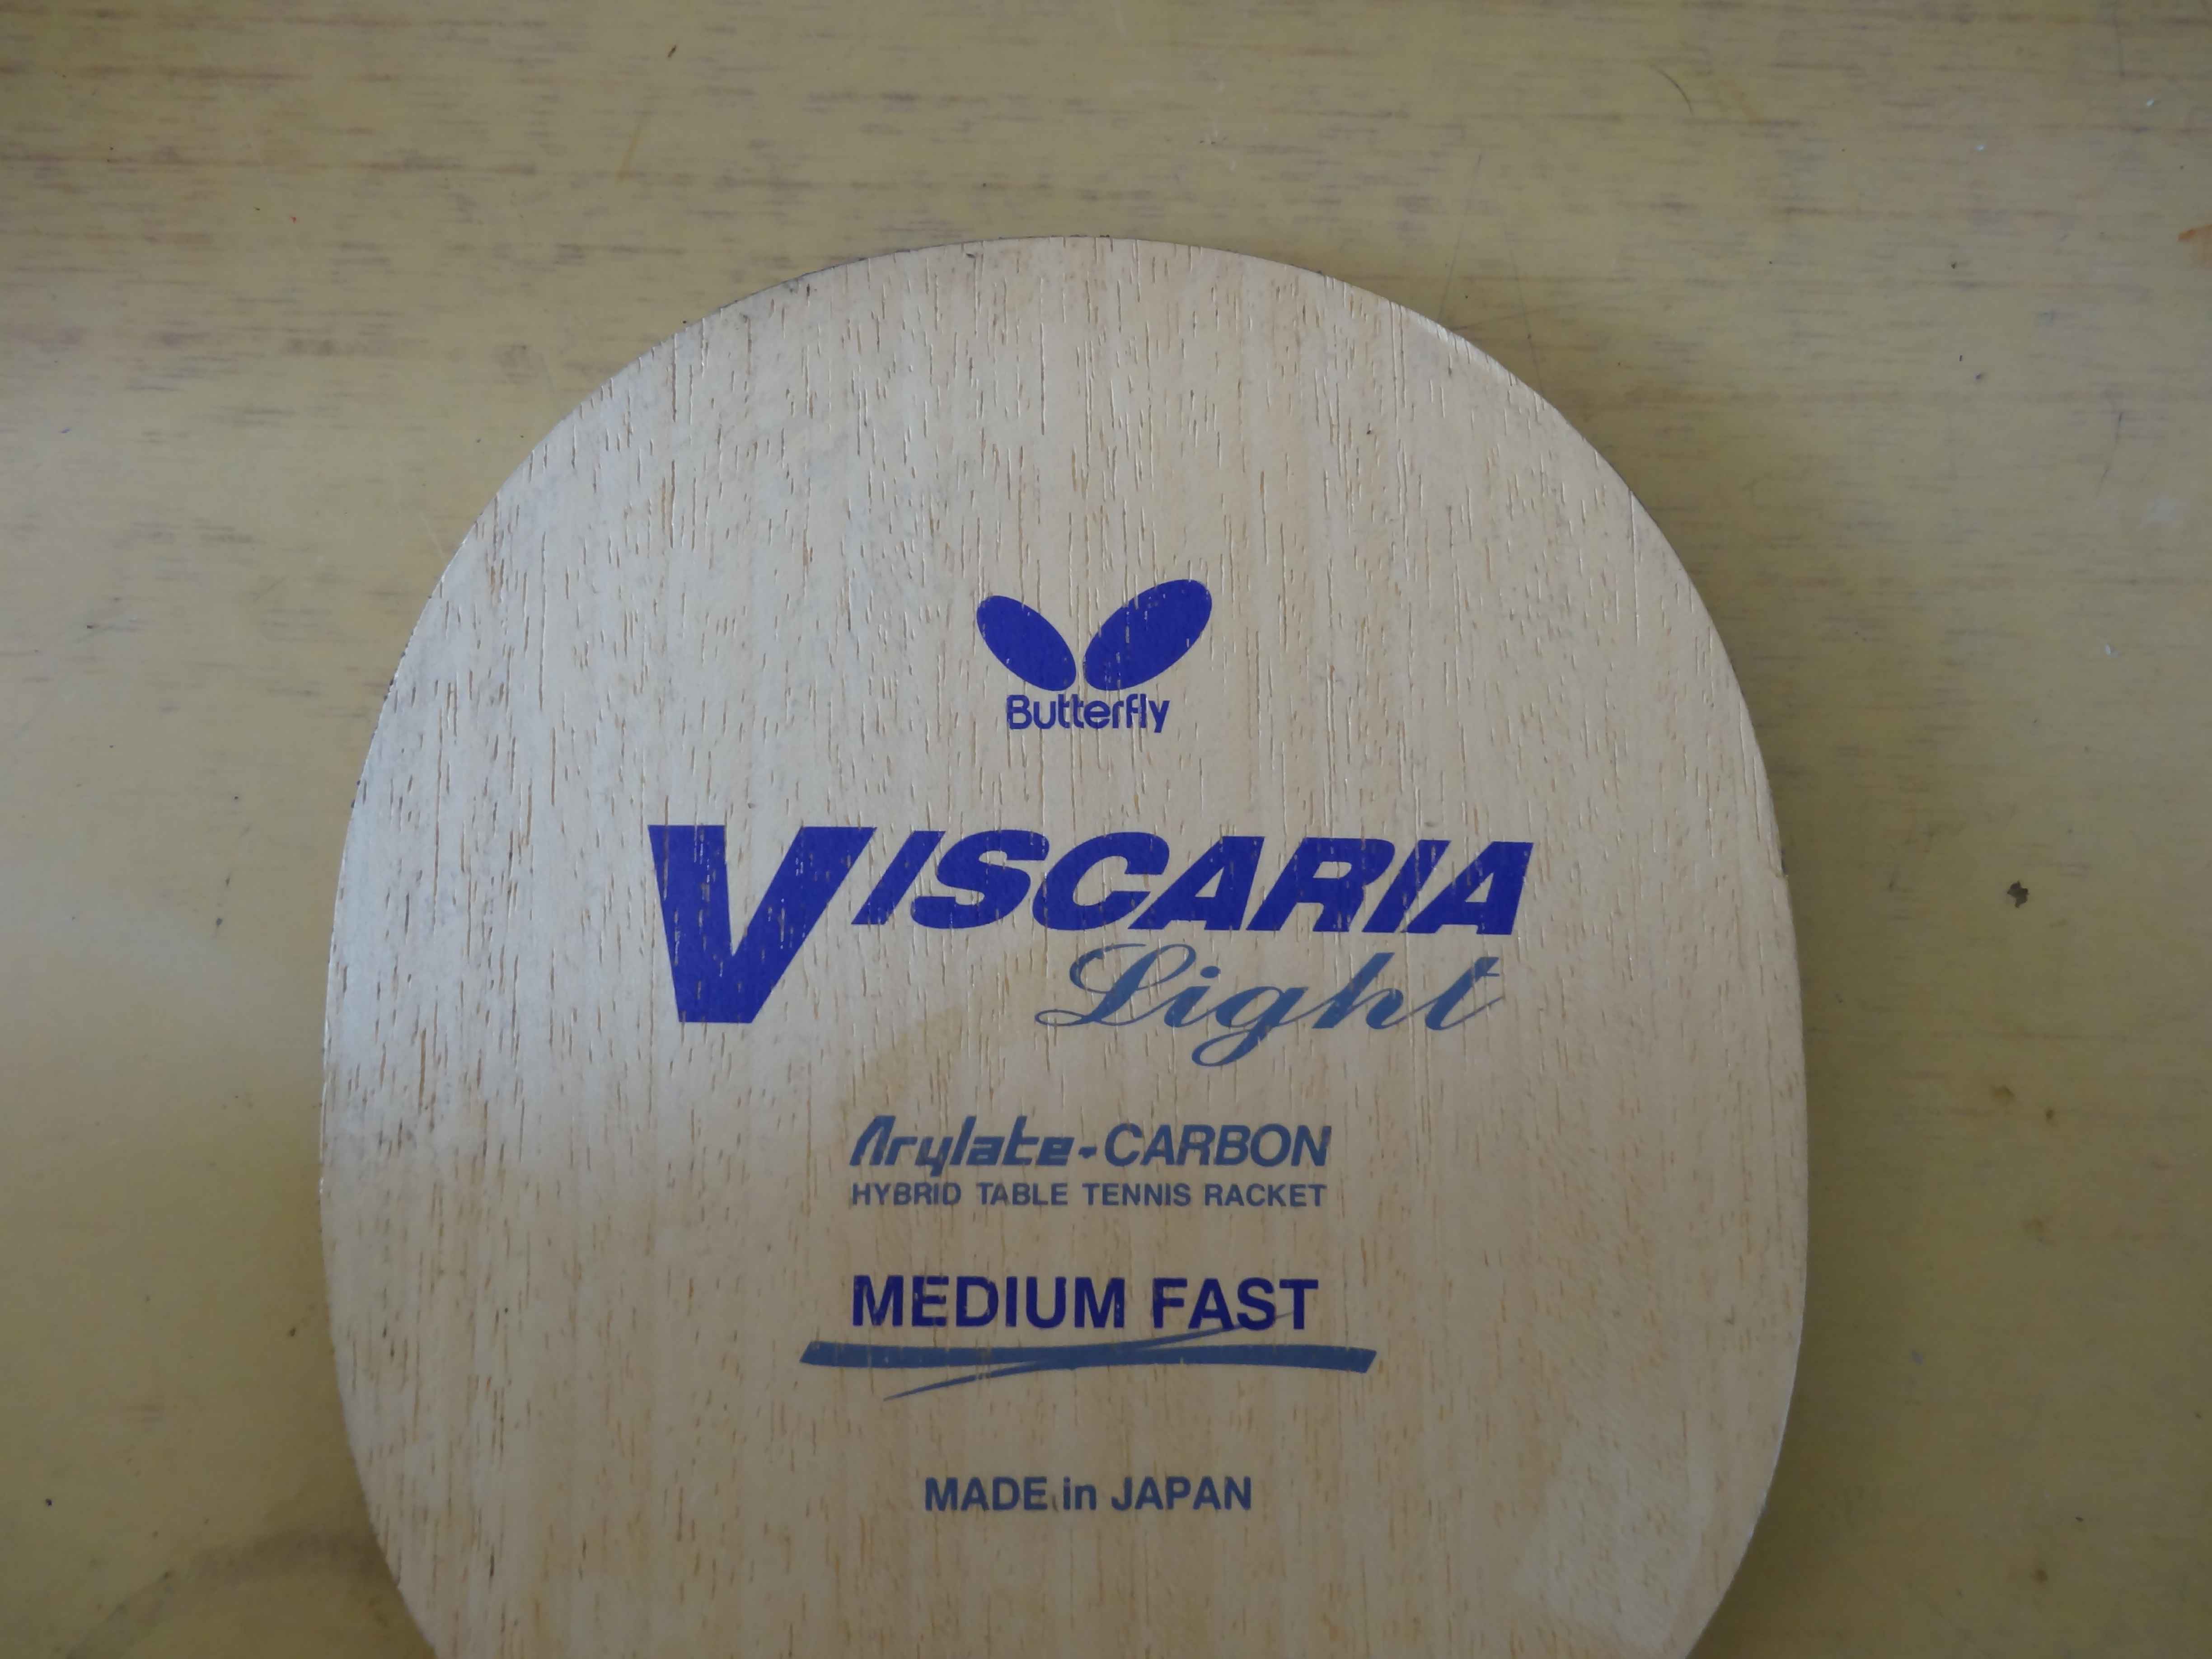 Butterfly
VISCARIA
Light
Arylate-CARBON
HYBRID TABLE TENNIS RACKET
MEDIUM FAST
MADE in JAPAN